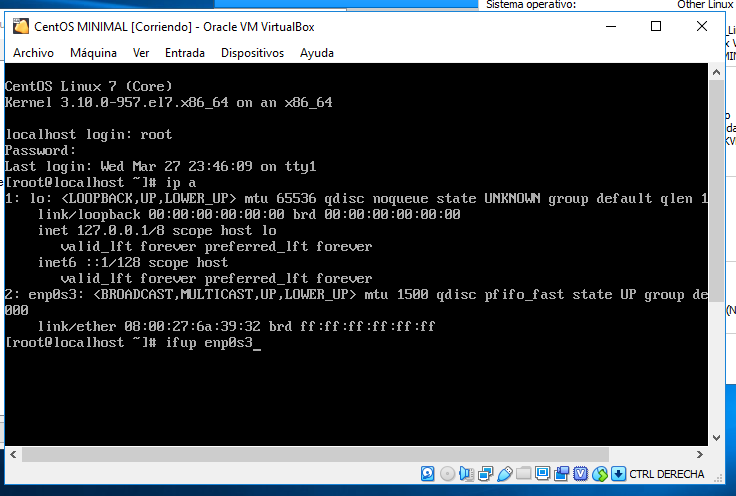 Sistema operativo: Other Linux
CentOS MINIMAL [Corriendo] - Oracle VM VirtualBox
Archivo Máquina Ver Entrada Dispositivos Ayuda
CentOS Linux 7 (Core)
Kernel 3.10.0-957.el7.x86_64 on an x86_64
localhost login: root
Password:
Last login: Wed Mar 27 23:46:09 on tty1
[root@localhost ~]# ip a
1: lo: <LOOPBACK,UP,LOWER_UP> mtu 65536 qdisc noqueue state UNKNOWN group default qlen 1
link/loopback 00:00:00:00:00:00 brd 00:00:00:00:00:00
inet 127.0.0.1/8 scope host lo
valid_lft forever preferred_lft forever
inet6 ::1/128 scope host
valid_lft forever preferred_lft forever
2: enp0s3: <BROADCAST,MULTICAST,UP,LOWER_UP> mtu 1500 qdisc pfifo_fast state UP group de
000
link/ether 08:00:27:6a:39:32 brd ff:ff:ff:ff:ff:ff
[root@localhost ~]# ifup enp0s3_
CTRL DERECHA